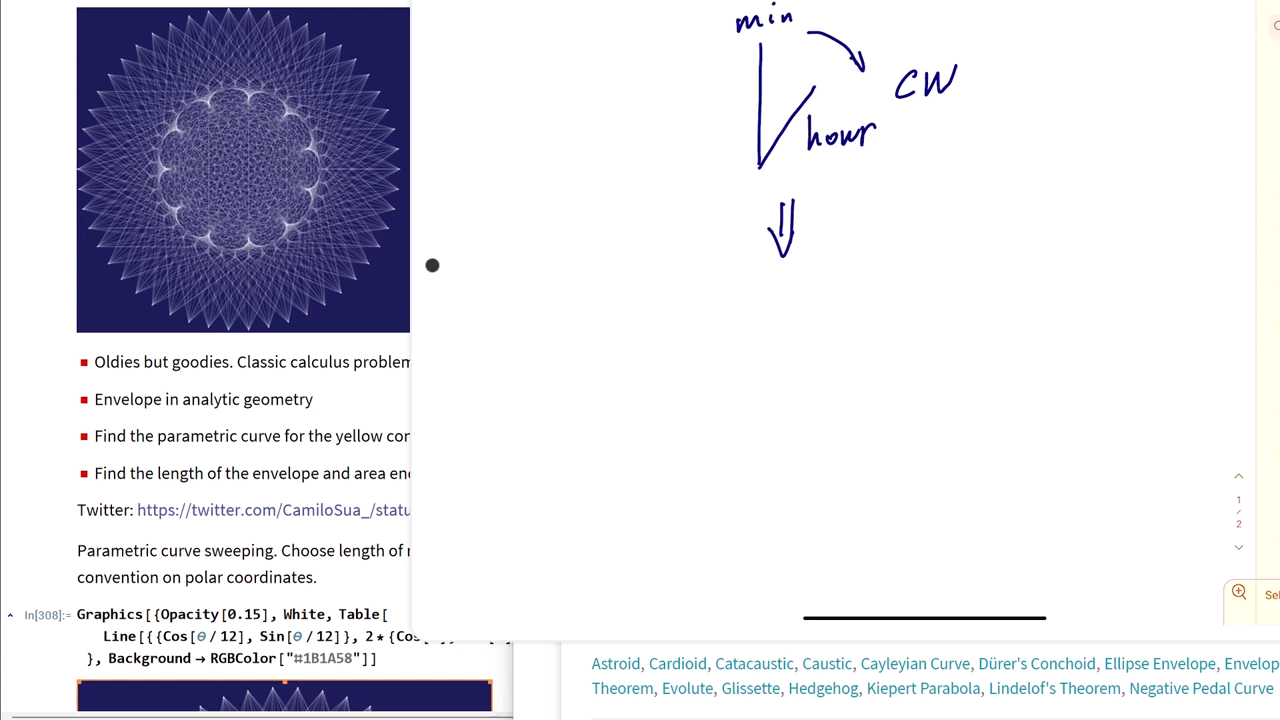 min
CW
hour
Oldies but goodies. Classic calculus problem
Envelope in analytic geometry
Find the parametric curve for the yellow
Find the length of the envelope and area
Twitter: https://twitter.com/CamiloSua_/statu
Parametric curve sweeping. Choose length of
convention on polar coordinates.
In[308]:= Graphics[{Opacity[0.15], White, Table[
Line[{{Cos[θ/12], Sin[θ/12]}, 2*{Cos[
}, Background → RGBColor["#1B1A58"]]
1
/
2
Astroid, Cardioid, Catacaustic, Caustic, Cayleyian Curve, Dürer's Conchoid, Ellipse Envelope, Envelop
Theorem, Evolute, Glissette, Hedgehog, Kiepert Parabola, Lindelof's Theorem, Negative Pedal Curve